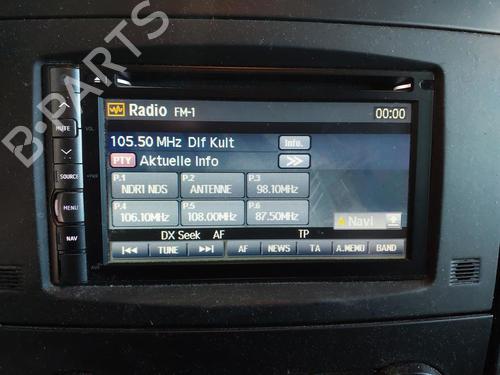 B-PARTS
Radio FM-1 00:00
MUTE VOL
105.50 MHz Dlf Kult Info.
PTY Aktuelle Info >>
SOURCE PWR
P.1 P.2 P.3
NDR1 NDS ANTENNE 98.10MHz
MENU
P.4 P.5 P.6
106.10MHz 108.00MHz 87.50MHz
Navi
NAV
DX Seek AF TP
TUNE AF NEWS TA A.MEMO BAND